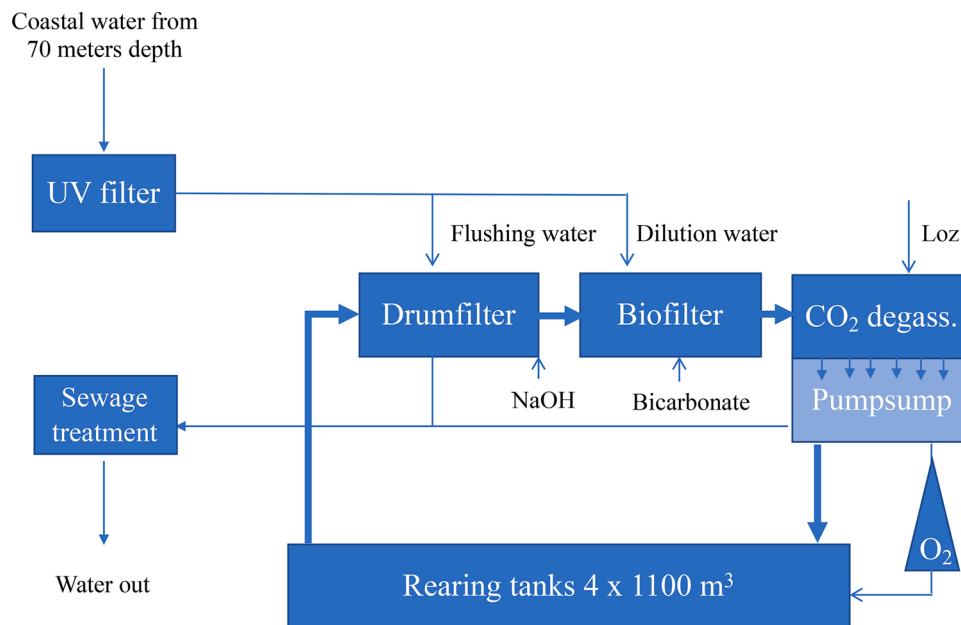 Coastal water from
70 meters depth
UV filter
Flushing water
Dilution water
Loz
Drumfilter
Biofilter
CO₂ degass.
Sewage
treatment
NaOH
Bicarbonate
Pumpsump
Water out
Rearing tanks 4 x 1100 m³
O₂